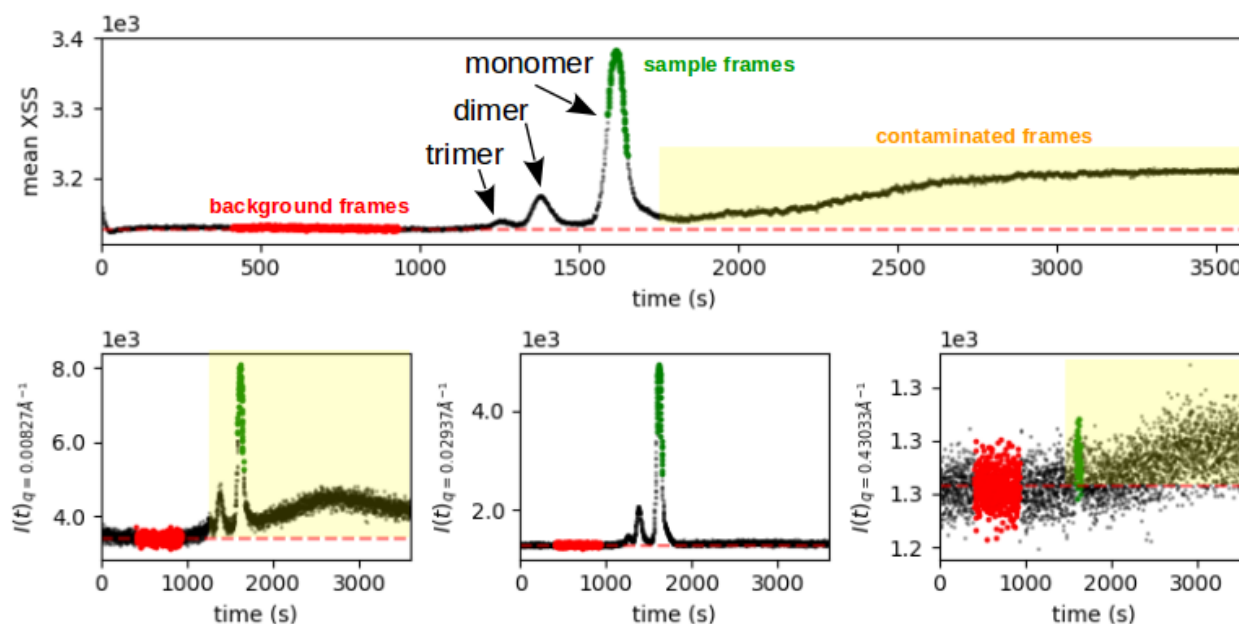 1e3
3.4
3.3
3.2
mean XSS
monomer
dimer
trimer
sample frames
contaminated frames
background frames
0 500 1000 1500 2000 2500 3000 3500
time (s)
1e3
8.0
6.0
4.0
I(t)q = 0.00827Å⁻¹
0 1000 2000 3000
time (s)
1e3
4.0
2.0
I(t)q = 0.02937Å⁻¹
0 1000 2000 3000
time (s)
1e3
1.3
1.3
1.3
1.2
I(t)q = 0.43033Å⁻¹
0 1000 2000 3000
time (s)